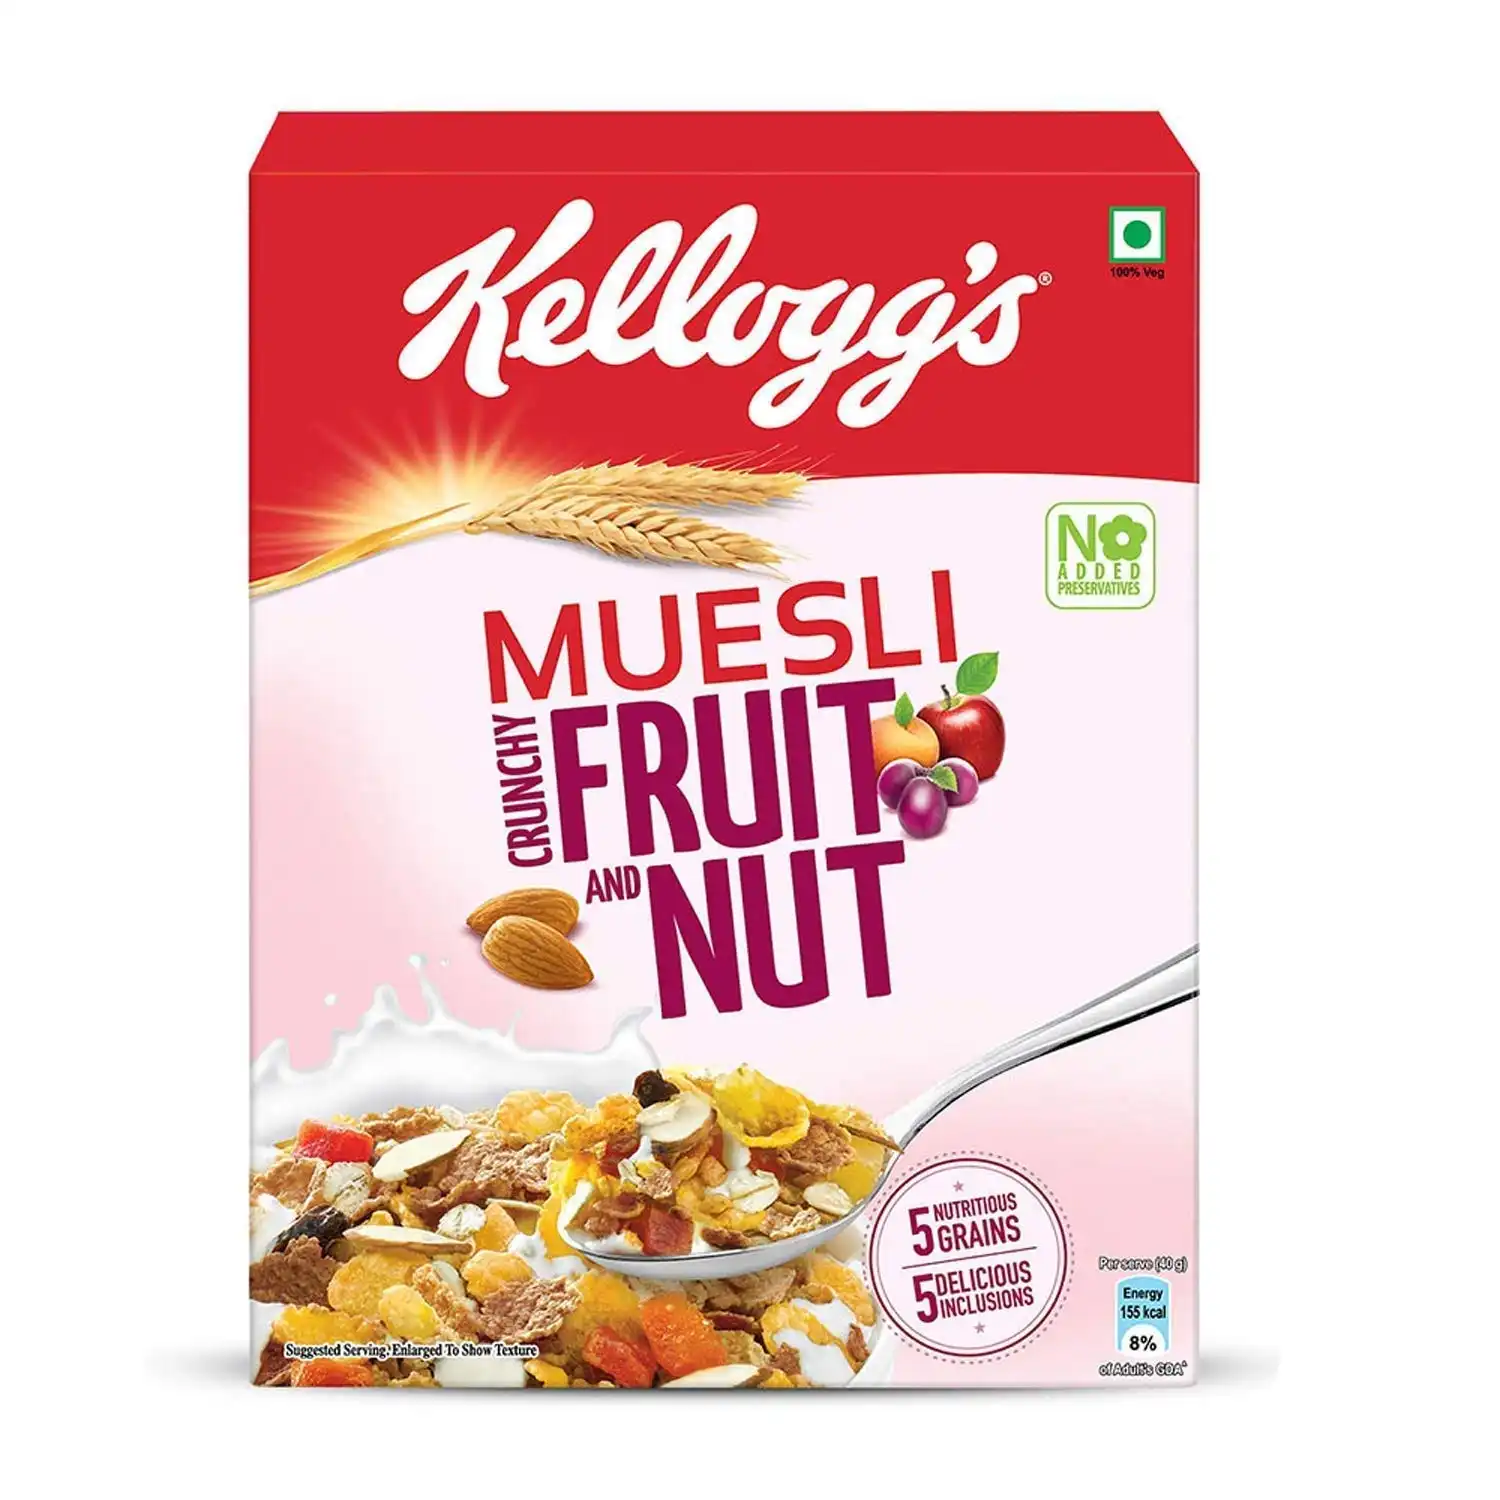 Kellogg's®
100% Veg
NO
ADDED
PRESERVATIVES
MUESLI
CRUNCHY
FRUIT
AND
NUT
5 NUTRITIOUS
GRAINS
5 DELICIOUS
INCLUSIONS
Per serve (40 g)
Energy
155 kcal
8%
of Adult's GDA*
Suggested Serving. Enlarged To Show Texture